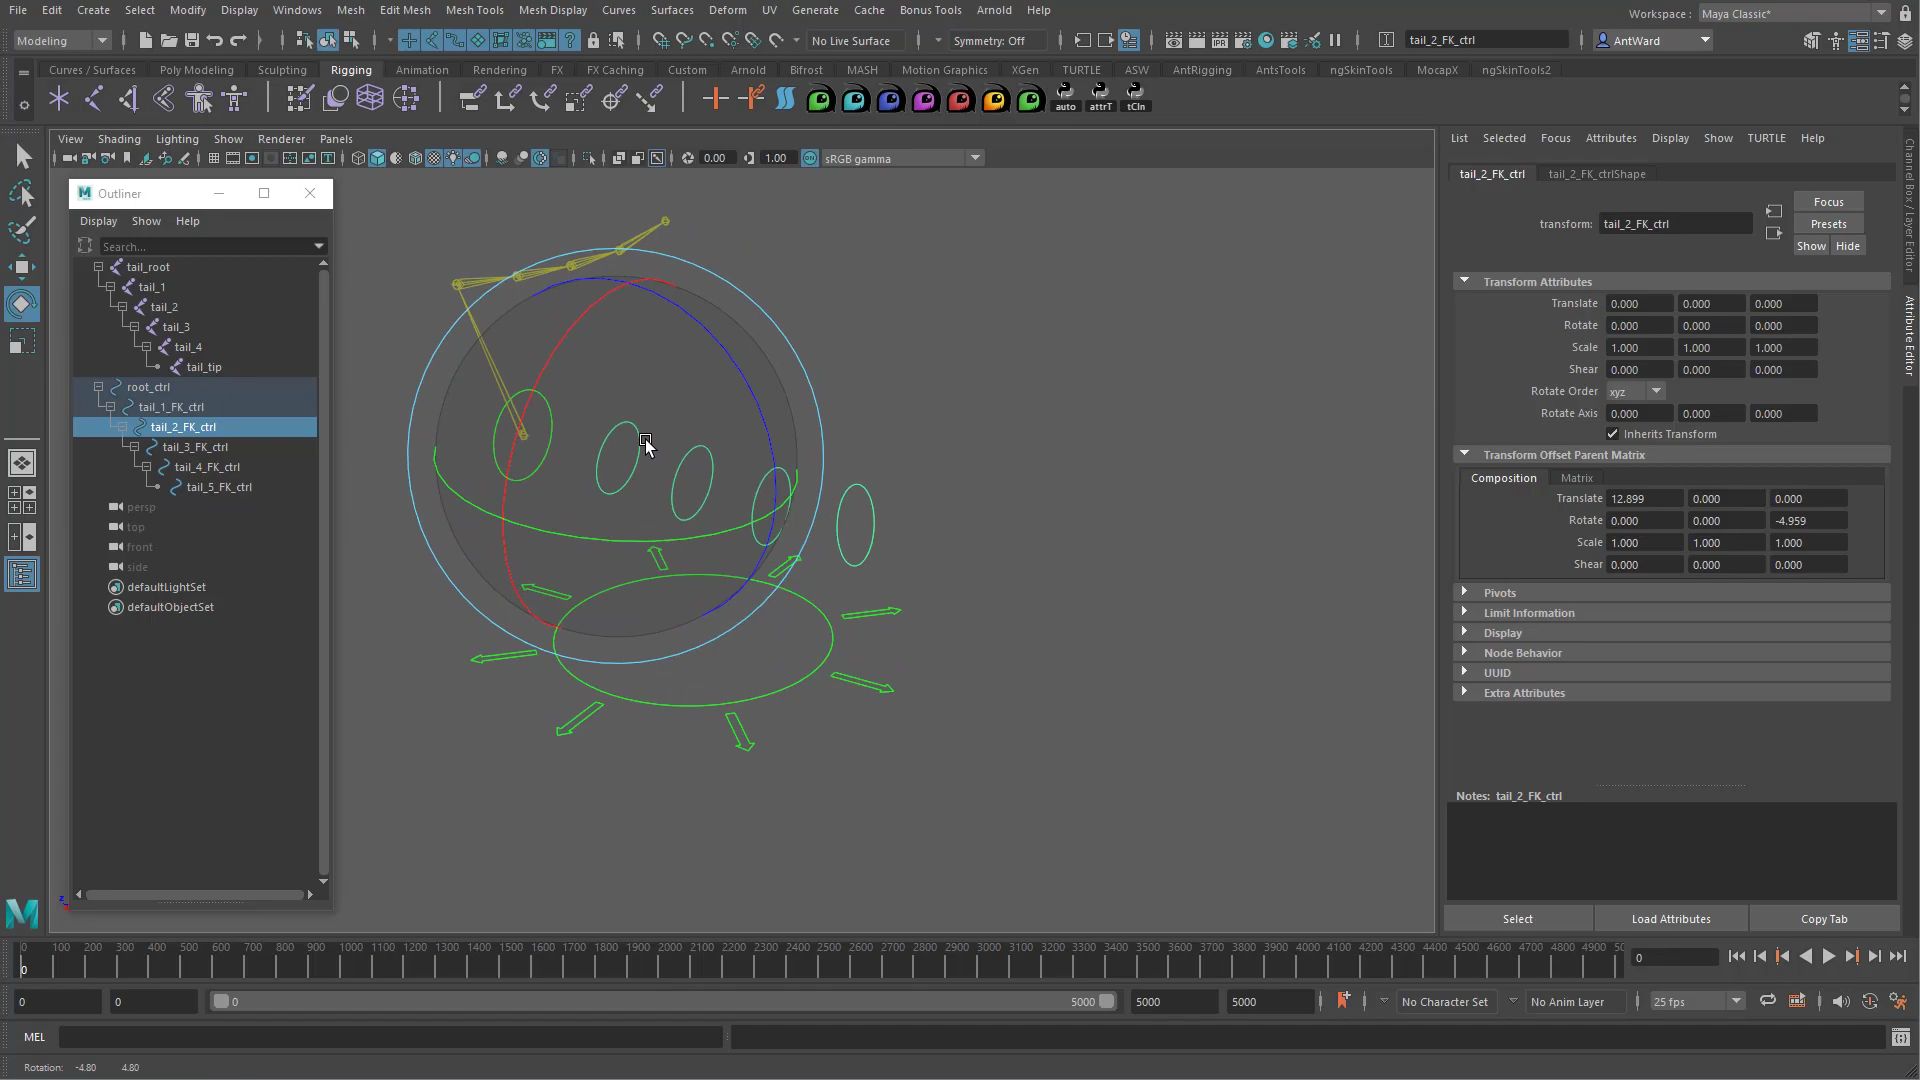 File Edit Create Select Modify Display Windows Mesh Edit Mesh Mesh Tools Mesh Display Curves Surfaces Deform UV Generate Cache Bonus Tools Arnold Help
Workspace : Maya Classic*
Modeling No Live Surface Symmetry: Off tail_2_FK_ctrl AntWard
Curves / Surfaces Poly Modeling Sculpting Rigging Animation Rendering FX FX Caching Custom Arnold Bifrost MASH Motion Graphics XGen TURTLE ASW AntRigging AntsTools ngSkinTools MocapX ngSkinTools2
IPR
auto attrT tCln
View Shading Lighting Show Renderer Panels
0.00 1.00 ON sRGB gamma
M Outliner
Display Show Help
Search...
tail_root
tail_1
tail_2
tail_3
tail_4
tail_tip
root_ctrl
tail_1_FK_ctrl
tail_2_FK_ctrl
tail_3_FK_ctrl
tail_4_FK_ctrl
tail_5_FK_ctrl
persp
top
front
side
defaultLightSet
defaultObjectSet
List Selected Focus Attributes Display Show TURTLE Help
tail_2_FK_ctrl tail_2_FK_ctrlShape
Focus
transform: tail_2_FK_ctrl Presets
Show Hide
Transform Attributes
Translate 0.000 0.000 0.000
Rotate 0.000 0.000 0.000
Scale 1.000 1.000 1.000
Shear 0.000 0.000 0.000
Rotate Order xyz
Rotate Axis 0.000 0.000 0.000
Inherits Transform
Transform Offset Parent Matrix
Composition Matrix
Translate 12.899 0.000 0.000
Rotate 0.000 0.000 -4.959
Scale 1.000 1.000 1.000
Shear 0.000 0.000 0.000
Pivots
Limit Information
Display
Node Behavior
UUID
Extra Attributes
Notes: tail_2_FK_ctrl
Select Load Attributes Copy Tab
Channel Box / Layer Editor
Attribute Editor
0 100 200 300 400 500 600 700 800 900 1000 1100 1200 1300 1400 1500 1600 1700 1800 1900 2000 2100 2200 2300 2400 2500 2600 2700 2800 2900 3000 3100 3200 3300 3400 3500 3600 3700 3800 3900 4000 4100 4200 4300 4400 4500 4600 4700 4800 4900 50
0
0
0 0 0 5000 5000 5000 No Character Set No Anim Layer 25 fps
MEL
Rotation: -4.80 4.80